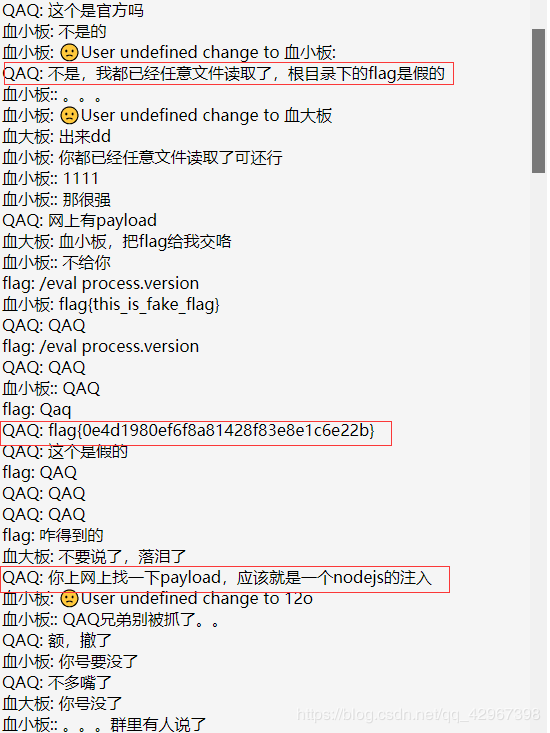 QAQ: 这个是官方吗
血小板: 不是的
血小板: 😟User undefined change to 血小板:
QAQ: 不是，我都已经任意文件读取了，根目录下的flag是假的
血小板:: 。。。
血小板: 😟User undefined change to 血大板
血大板: 出来dd
血小板: 你都已经任意文件读取了可还行
血小板:: 1111
血小板:: 那很强
QAQ: 网上有payload
血大板: 血小板，把flag给我交咯
血小板:: 不给你
flag: /eval process.version
血小板: flag{this_is_fake_flag}
QAQ: QAQ
flag: /eval process.version
QAQ: QAQ
血小板:: QAQ
flag: Qaq
QAQ: flag{0e4d1980ef6f8a81428f83e8e1c6e22b}
QAQ: 这个是假的
flag: QAQ
QAQ: QAQ
QAQ: QAQ
flag: 咋得到的
血大板: 不要说了，落泪了
QAQ: 你上网上找一下payload，应该就是一个nodejs的注入
血小板: 😟User undefined change to 12o
血小板:: QAQ兄弟别被抓了。。
QAQ: 额，撤了
血小板: 你号要没了
QAQ: 不多嘴了
血大板: 你号没了
血小板:: 。。。群里有人说了
https://blog.csdn.net/qq_42967398